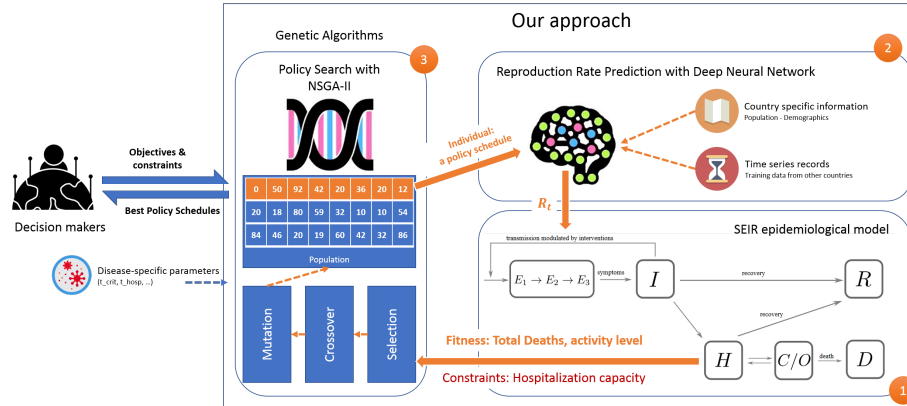 Our approach
Genetic Algorithms
3
Policy Search with
NSGA-II
0 50 92 42 20 36 20 12
20 18 80 59 32 10 10 54
84 46 20 19 60 42 32 86
Population
Mutation
Crossover
Selection
Objectives &
constraints
Best Policy Schedules
Decision makers
Disease-specific parameters
(t_crit, t_hosp, ...)
Individual:
a policy schedule
2
Reproduction Rate Prediction with Deep Neural Network
Country specific information
Population - Demographics
Time series records
Training data from other countries
Rt
SEIR epidemiological model
transmission modulated by interventions
E1 → E2 → E3
symptoms
I
recovery
R
recovery
H
C/O
death
D
Fitness: Total Deaths, activity level
Constraints: Hospitalization capacity
1